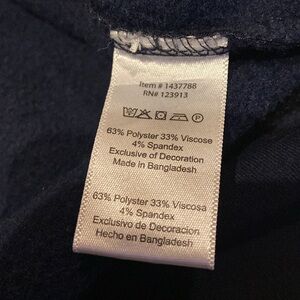 Item # 1437788
RN# 123913
P
63% Polyster 33% Viscose
4% Spandex
Exclusive of Decoration
Made in Bangladesh
63% Polyster 33% Viscosa
4% Spandex
Exclusivo de Decoracion
Hecho en Bangladesh